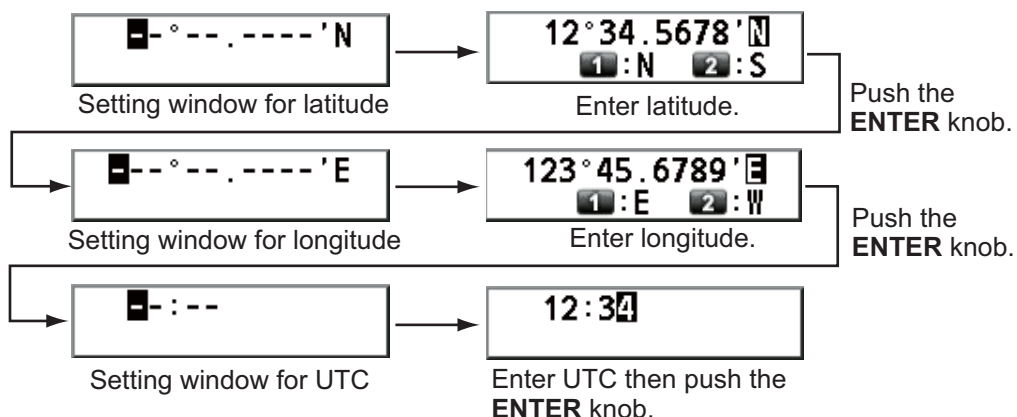 --°--.----'N
12°34.5678'N
1:N 2:S
Setting window for latitude
Enter latitude.
Push the
ENTER knob.
---°--.----'E
123°45.6789'E
1:E 2:W
Setting window for longitude
Enter longitude.
Push the
ENTER knob.
--:--
12:34
Setting window for UTC
Enter UTC then push the
ENTER knob.